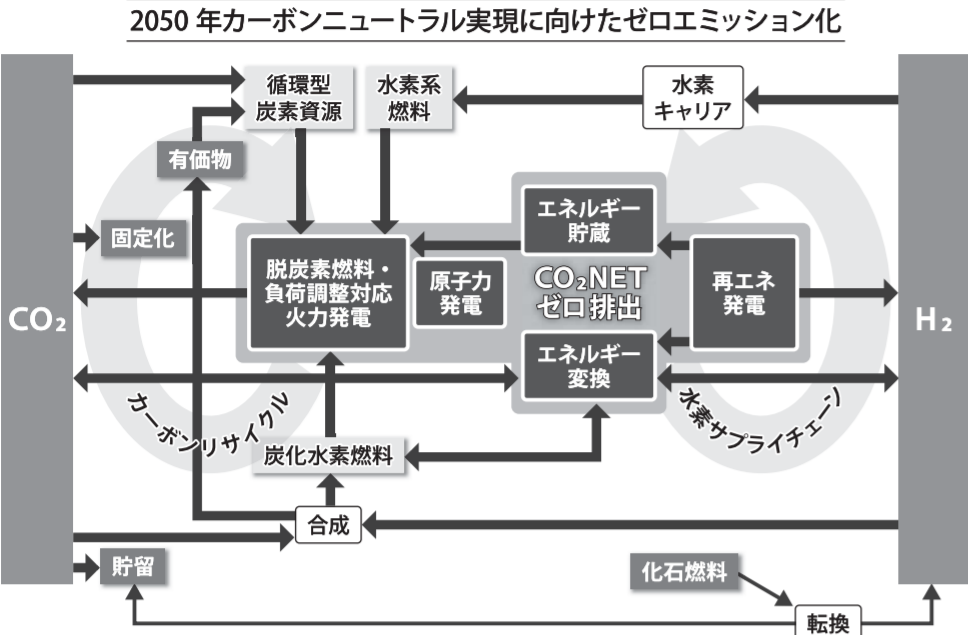 2050 年カーボンニュートラル実現に向けたゼロエミッション化
循環型
炭素資源
水素系
燃料
水素
キャリア
有価物
固定化
エネルギー
貯蔵
脱炭素燃料・
負荷調整対応
火力発電
原子力
発電
CO₂NET
ゼロ排出
再エネ
発電
CO₂
H₂
エネルギー
変換
カーボンリサイクル
水素サプライチェーン
炭化水素燃料
合成
貯留
化石燃料
転換